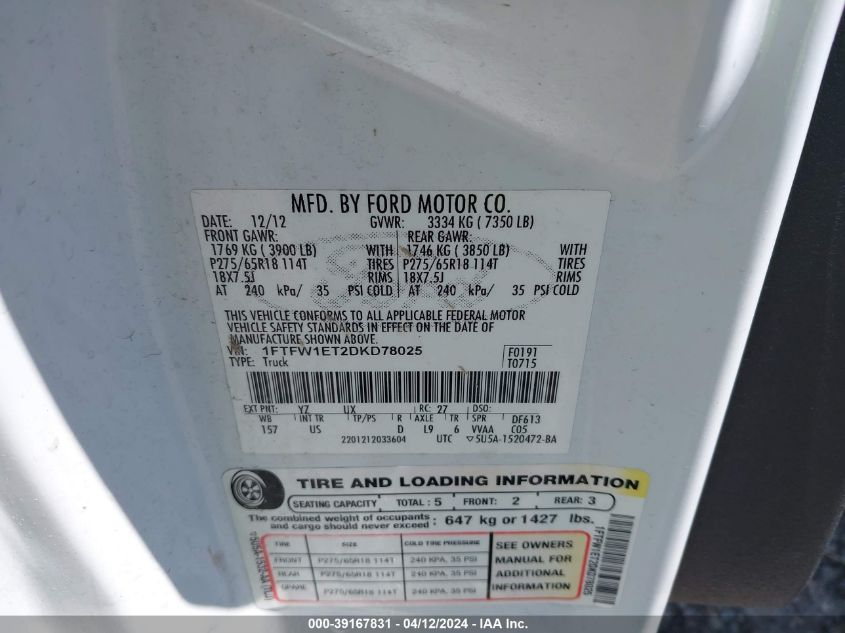 MFD. BY FORD MOTOR CO.
DATE: 12/12 GVWR: 3334 KG ( 7350 LB)
FRONT GAWR: REAR GAWR:
1769 KG ( 3900 LB) WITH 1746 KG ( 3850 LB) WITH
P275/65R18 114T TIRES P275/65R18 114T TIRES
18X7.5J RIMS 18X7.5J RIMS
AT 240 kPa/ 35 PSI COLD AT 240 kPa/ 35 PSI COLD
THIS VEHICLE CONFORMS TO ALL APPLICABLE FEDERAL MOTOR
VEHICLE SAFETY STANDARDS IN EFFECT ON THE DATE OF
MANUFACTURE SHOWN ABOVE.
VIN: 1FTFW1ET2DKD78025 F0191
TYPE: Truck T0715
EXT PNT: YZ UX RC: 27 DSO:
WB INT TR TP/PS R AXLE TR SPR DF613
157 US D L9 6 VVAA C05
2201212033604 UTC ▽5U5A-1520472-BA
TIRE AND LOADING INFORMATION
SEATING CAPACITY TOTAL : 5 FRONT: 2 REAR: 3
The combined weight of occupants and cargo should never exceed : 647 kg or 1427 lbs.
TIRE SIZE COLD TIRE PRESSURE SEE OWNERS
FRONT P275/65R18 114T 240 KPA, 35 PSI MANUAL FOR
REAR P275/65R18 114T 240 KPA, 35 PSI ADDITIONAL
SPARE P275/65R18 114T 240 KPA, 35 PSI INFORMATION
1FTFW1ET2DKD78025
000-39167831 - 04/12/2024 - IAA Inc.